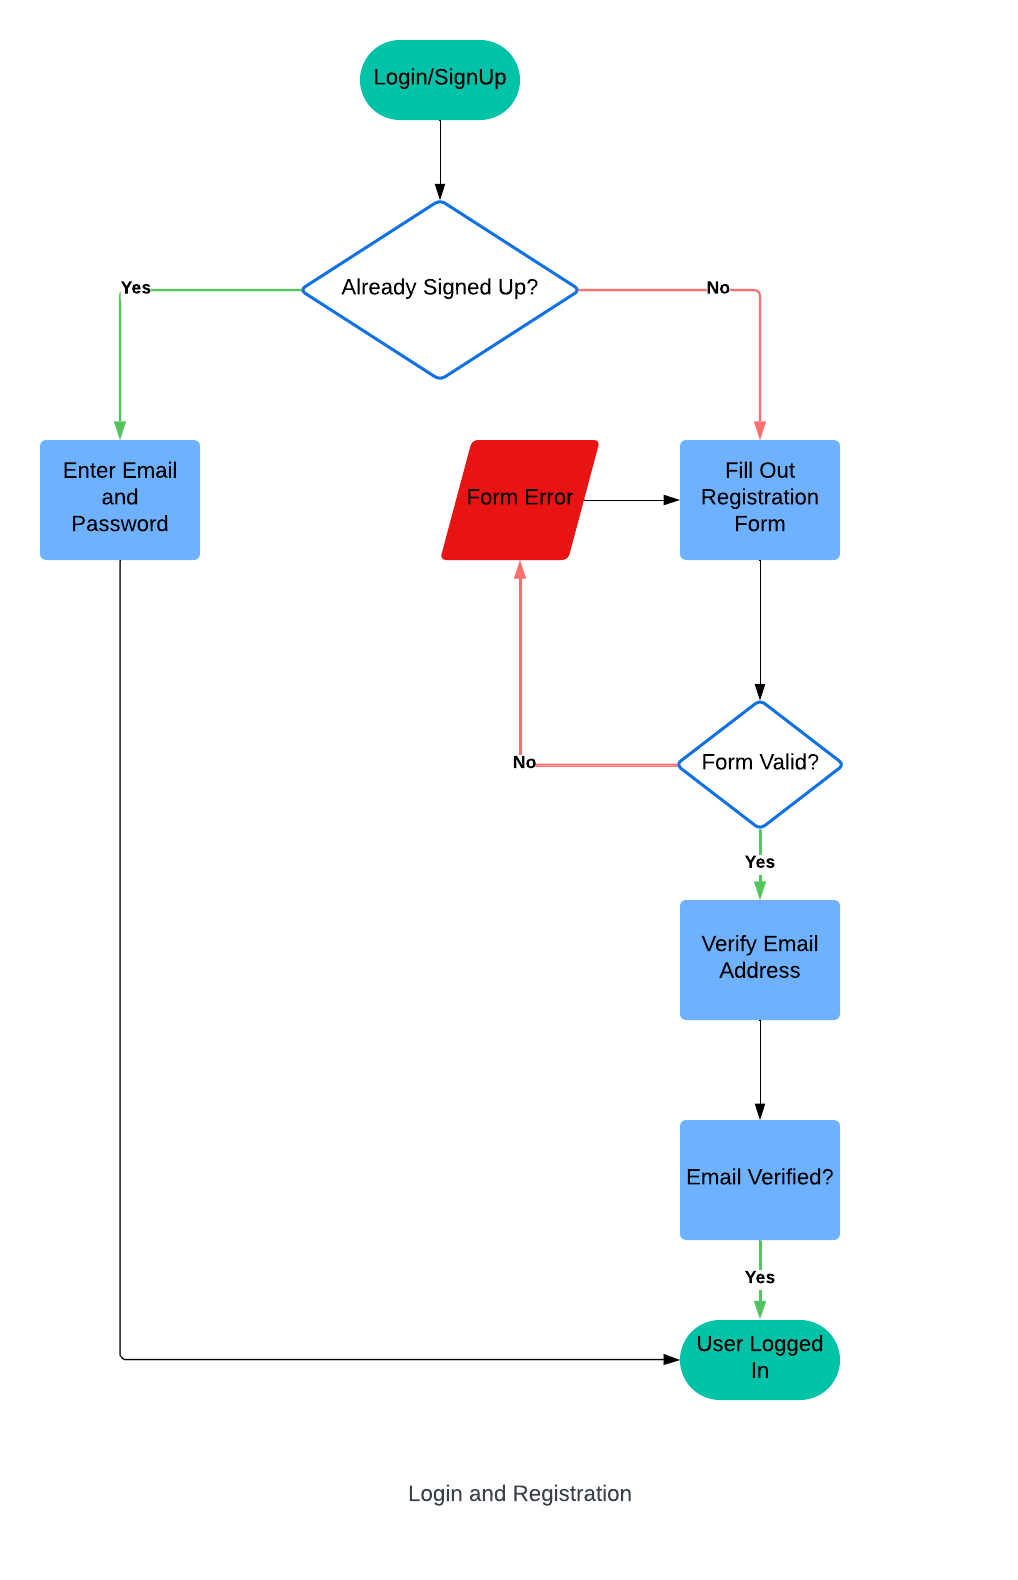 Login/SignUp
Already Signed Up?
Yes
No
Enter Email
and
Password
Form Error
Fill Out
Registration
Form
Form Valid?
No
Yes
Verify Email
Address
Email Verified?
Yes
User Logged
In
Login and Registration